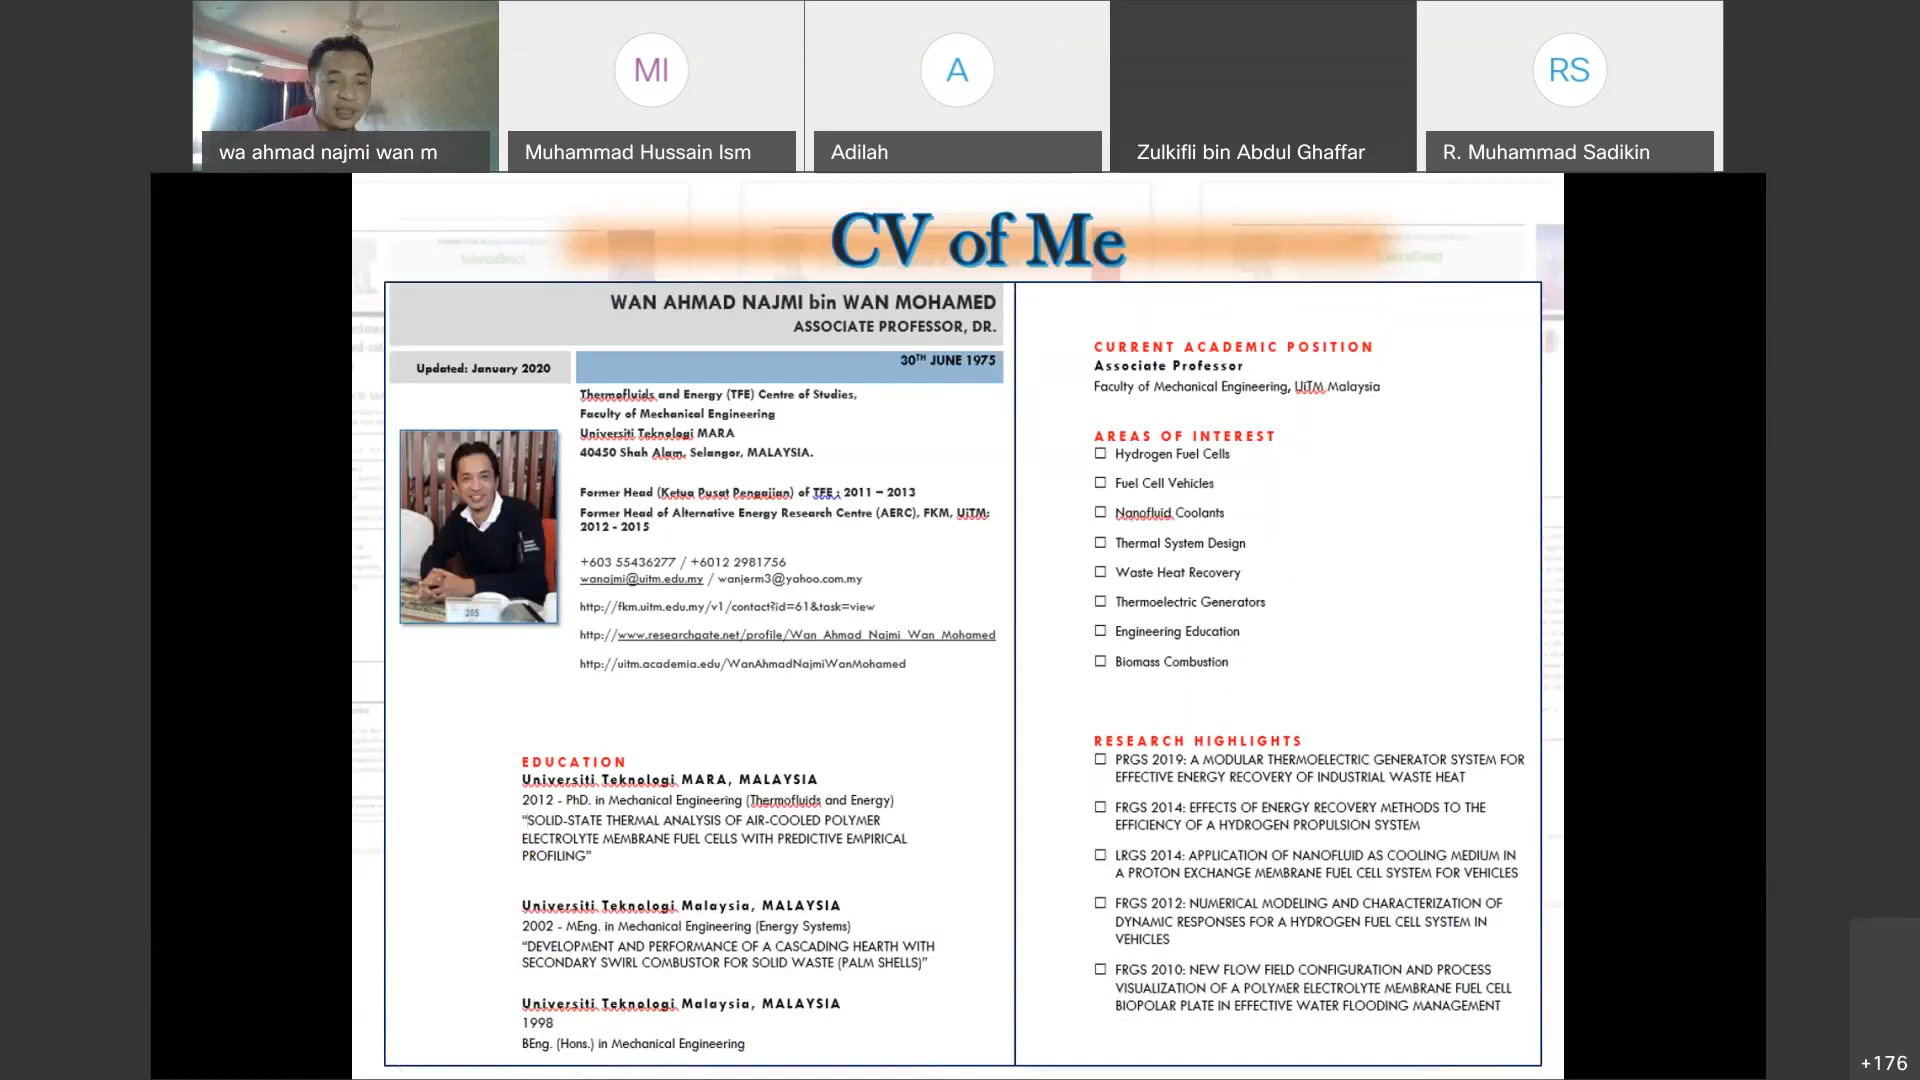 MI
A
RS
wa ahmad najmi wan m
Muhammad Hussain Ism
Adilah
Zulkifli bin Abdul Ghaffar
R. Muhammad Sadikin
CV of Me
WAN AHMAD NAJMI bin WAN MOHAMED
ASSOCIATE PROFESSOR, DR.
Updated: January 2020
30TH JUNE 1975
Thermofluids and Energy (TFE) Centre of Studies,
Faculty of Mechanical Engineering
Universiti Teknologi MARA
40450 Shah Alam, Selangor, MALAYSIA.
Former Head (Ketua Pusat Pengajian) of TFE : 2011 – 2013
Former Head of Alternative Energy Research Centre (AERC), FKM, UiTM:
2012 - 2015
+603 55436277 / +6012 2981756
wanajmi@uitm.edu.my / wanjerm3@yahoo.com.my
http://fkm.uitm.edu.my/v1/contact?id=61&task=view
http://www.researchgate.net/profile/Wan_Ahmad_Najmi_Wan_Mohamed
http://uitm.academia.edu/WanAhmadNajmiWanMohamed
205
EDUCATION
Universiti Teknologi MARA, MALAYSIA
2012 - PhD. in Mechanical Engineering (Thermofluids and Energy)
“SOLID-STATE THERMAL ANALYSIS OF AIR-COOLED POLYMER
ELECTROLYTE MEMBRANE FUEL CELLS WITH PREDICTIVE EMPIRICAL
PROFILING”
Universiti Teknologi Malaysia, MALAYSIA
2002 - MEng. in Mechanical Engineering (Energy Systems)
“DEVELOPMENT AND PERFORMANCE OF A CASCADING HEARTH WITH
SECONDARY SWIRL COMBUSTOR FOR SOLID WASTE (PALM SHELLS)”
Universiti Teknologi Malaysia, MALAYSIA
1998
BEng. (Hons.) in Mechanical Engineering
CURRENT ACADEMIC POSITION
Associate Professor
Faculty of Mechanical Engineering, UiTM Malaysia
AREAS OF INTEREST
☐ Hydrogen Fuel Cells
☐ Fuel Cell Vehicles
☐ Nanofluid Coolants
☐ Thermal System Design
☐ Waste Heat Recovery
☐ Thermoelectric Generators
☐ Engineering Education
☐ Biomass Combustion
RESEARCH HIGHLIGHTS
☐ PRGS 2019: A MODULAR THERMOELECTRIC GENERATOR SYSTEM FOR
EFFECTIVE ENERGY RECOVERY OF INDUSTRIAL WASTE HEAT
☐ FRGS 2014: EFFECTS OF ENERGY RECOVERY METHODS TO THE
EFFICIENCY OF A HYDROGEN PROPULSION SYSTEM
☐ LRGS 2014: APPLICATION OF NANOFLUID AS COOLING MEDIUM IN
A PROTON EXCHANGE MEMBRANE FUEL CELL SYSTEM FOR VEHICLES
☐ FRGS 2012: NUMERICAL MODELING AND CHARACTERIZATION OF
DYNAMIC RESPONSES FOR A HYDROGEN FUEL CELL SYSTEM IN
VEHICLES
☐ FRGS 2010: NEW FLOW FIELD CONFIGURATION AND PROCESS
VISUALIZATION OF A POLYMER ELECTROLYTE MEMBRANE FUEL CELL
BIOPOLAR PLATE IN EFFECTIVE WATER FLOODING MANAGEMENT
+176